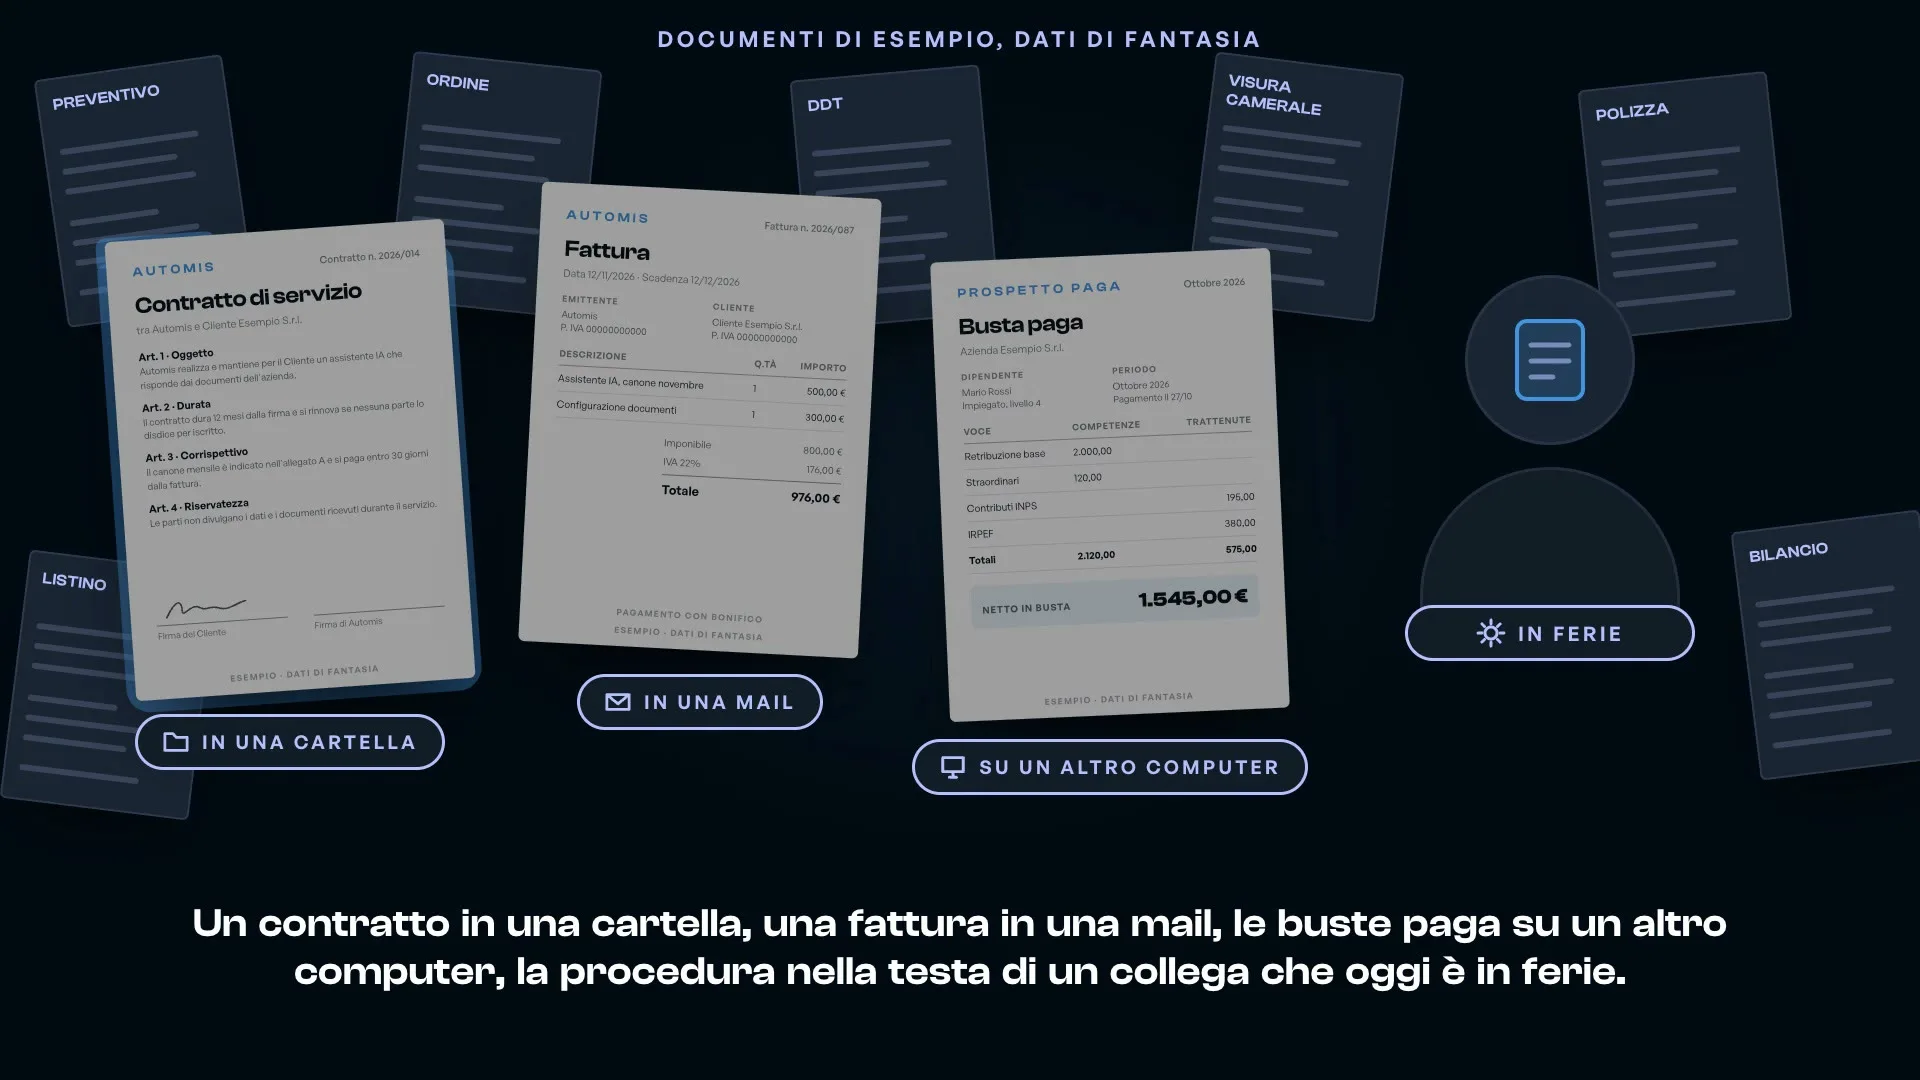 DOCUMENTI DI ESEMPIO, DATI DI FANTASIA
PREVENTIVO
ORDINE
DDT
VISURA
CAMERALE
POLIZZA
AUTOMIS
Contratto n. 2026/014
Contratto di servizio
tra Automis e Cliente Esempio S.r.l.
Art. 1 · Oggetto
Automis realizza e mantiene per il Cliente un assistente IA che
risponde dai documenti dell'azienda.
Art. 2 · Durata
Il contratto dura 12 mesi dalla firma e si rinnova se nessuna parte lo
disdice per iscritto.
Art. 3 · Corrispettivo
Il canone mensile è indicato nell'allegato A e si paga entro 30 giorni
dalla fattura.
Art. 4 · Riservatezza
Le parti non divulgano i dati e i documenti ricevuti durante il servizio.
Firma del Cliente
Firma di Automis
ESEMPIO · DATI DI FANTASIA
IN UNA CARTELLA
AUTOMIS
Fattura n. 2026/087
Fattura
Data 12/11/2026 · Scadenza 12/12/2026
EMITTENTE
CLIENTE
Automis
Cliente Esempio S.r.l.
P. IVA 00000000000
P. IVA 00000000000
DESCRIZIONE Q.TÀ IMPORTO
Assistente IA, canone novembre 1 500,00 €
Configurazione documenti 1 300,00 €
Imponibile 800,00 €
IVA 22% 176,00 €
Totale 976,00 €
PAGAMENTO CON BONIFICO
ESEMPIO · DATI DI FANTASIA
IN UNA MAIL
PROSPETTO PAGA
Ottobre 2026
Busta paga
Azienda Esempio S.r.l.
DIPENDENTE
PERIODO
Mario Rossi
Ottobre 2026
Impiegato, livello 4
Pagamento il 27/10
VOCE COMPETENZE TRATTENUTE
Retribuzione base 2.000,00
Straordinari 120,00
Contributi INPS 195,00
IRPEF 380,00
Totali 2.120,00 575,00
NETTO IN BUSTA 1.545,00 €
ESEMPIO · DATI DI FANTASIA
SU UN ALTRO COMPUTER
IN FERIE
LISTINO
BILANCIO
Un contratto in una cartella, una fattura in una mail, le buste paga su un altro
computer, la procedura nella testa di un collega che oggi è in ferie.